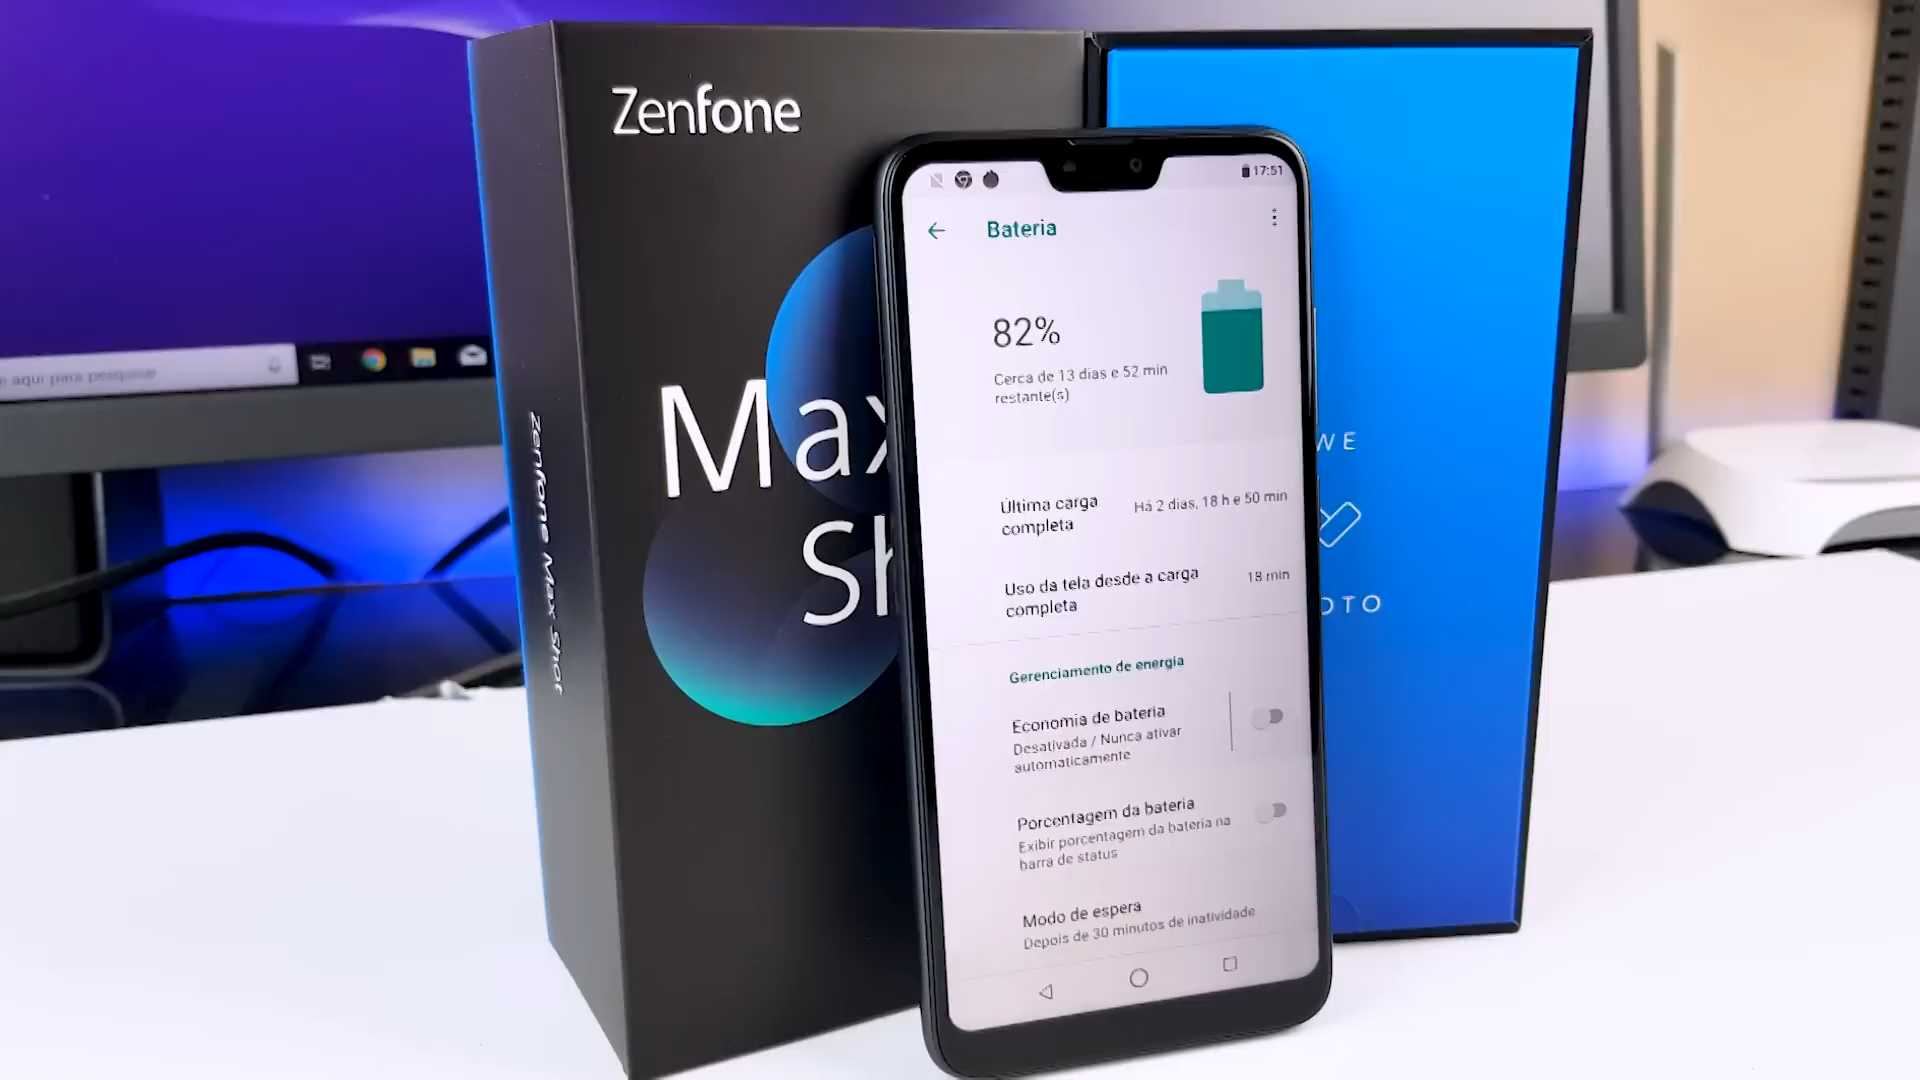 Zenfone
Max
Sh
Zenfone Max Shot
aqui para pesquisar
17:51
Bateria
82%
Cerca de 13 dias e 52 min
restante(s)
Última carga
completa
Há 2 dias, 18 h e 50 min
Uso da tela desde a carga
completa
18 min
Gerenciamento de energia
Economia de bateria
Desativada / Nunca ativar
automaticamente
Porcentagem da bateria
Exibir porcentagem da bateria na
barra de status
Modo de espera
Depois de 30 minutos de inatividade
WE
OTO